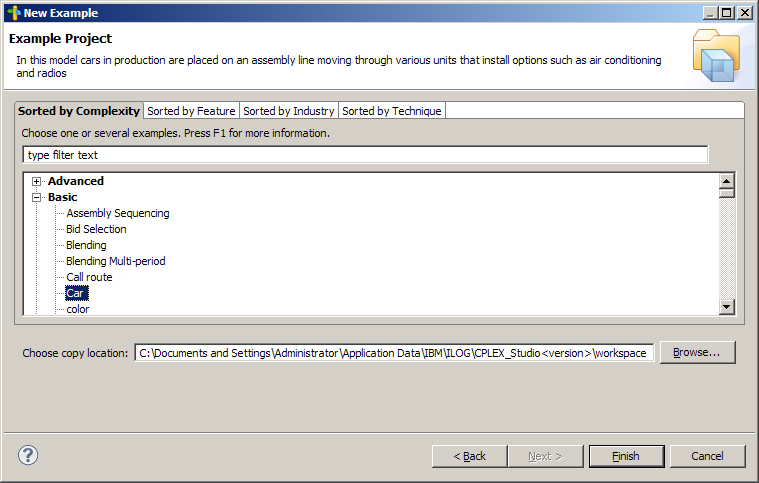 New Example
Example Project
In this model cars in production are placed on an assembly line moving through various units that install options such as air conditioning
and radios
Sorted by Complexity Sorted by Feature Sorted by Industry Sorted by Technique
Choose one or several examples. Press F1 for more information.
type filter text
Advanced
Basic
Assembly Sequencing
Bid Selection
Blending
Blending Multi-period
Call route
Car
color
Choose copy location: C:\Documents and Settings\Administrator\Application Data\IBM\ILOG\CPLEX_Studio<version>\workspace Browse...
? < Back Next > Finish Cancel